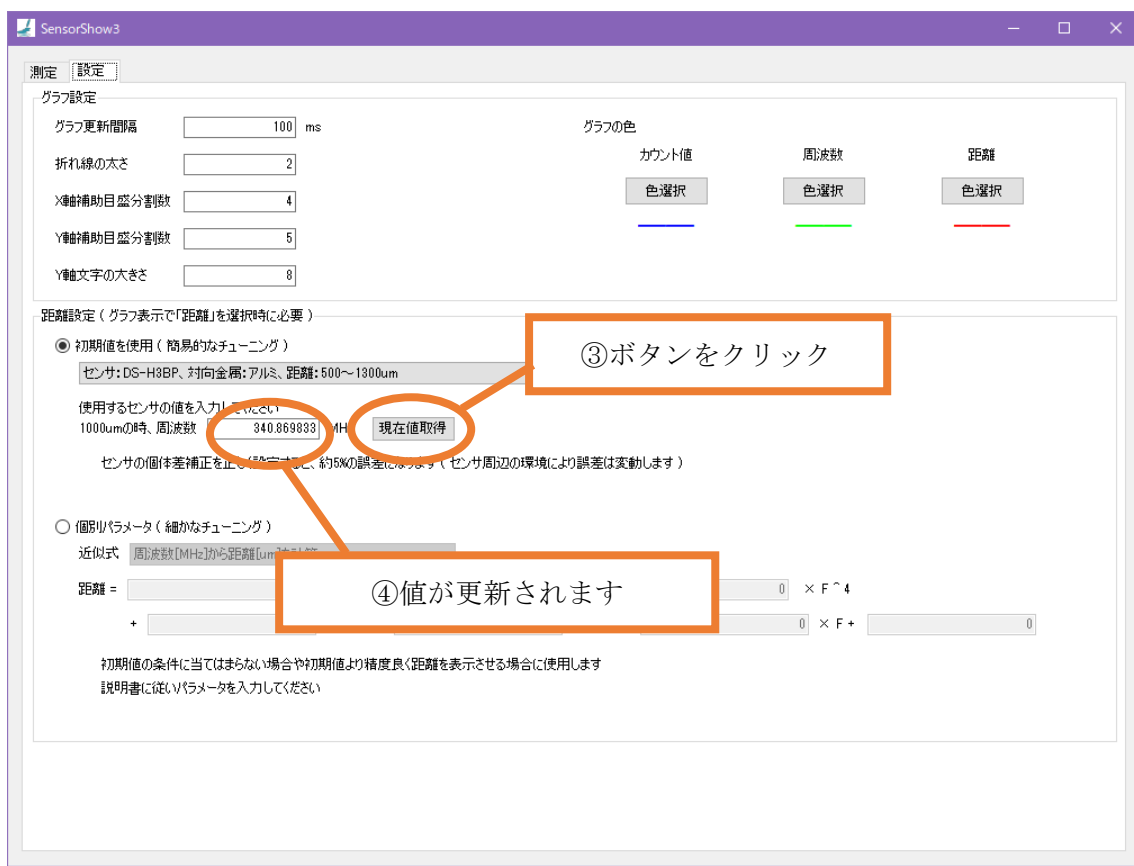 SensorShow3
測定 設定
グラフ設定
グラフ更新間隔 100 ms
折れ線の太さ 2
X軸補助目盛分割数 4
Y軸補助目盛分割数 5
Y軸文字の大きさ 8
グラフの色
カウント値 周波数 距離
色選択 色選択 色選択
距離設定 ( グラフ表示で「距離」を選択時に必要 )
初期値を使用 ( 簡易的なチューニング )
センサ:DS-H3BP、対向金属:アルミ、距離:500~1300um
③ボタンをクリック
使用するセンサの値を入力してください
1000umの時、周波数 340.869833 MH 現在値取得
センサの個体差補正を正しく設定すると、約5%の誤差になります ( センサ周辺の環境により誤差は変動します )
個別パラメータ ( 細かなチューニング )
近似式 周波数[MHz]から距離[um]
④値が更新されます
距離 = 0 × F^4
+ 0 × F + 0
初期値の条件に当てはまらない場合や初期値より精度良く距離を表示させる場合に使用します
説明書に従いパラメータを入力してください